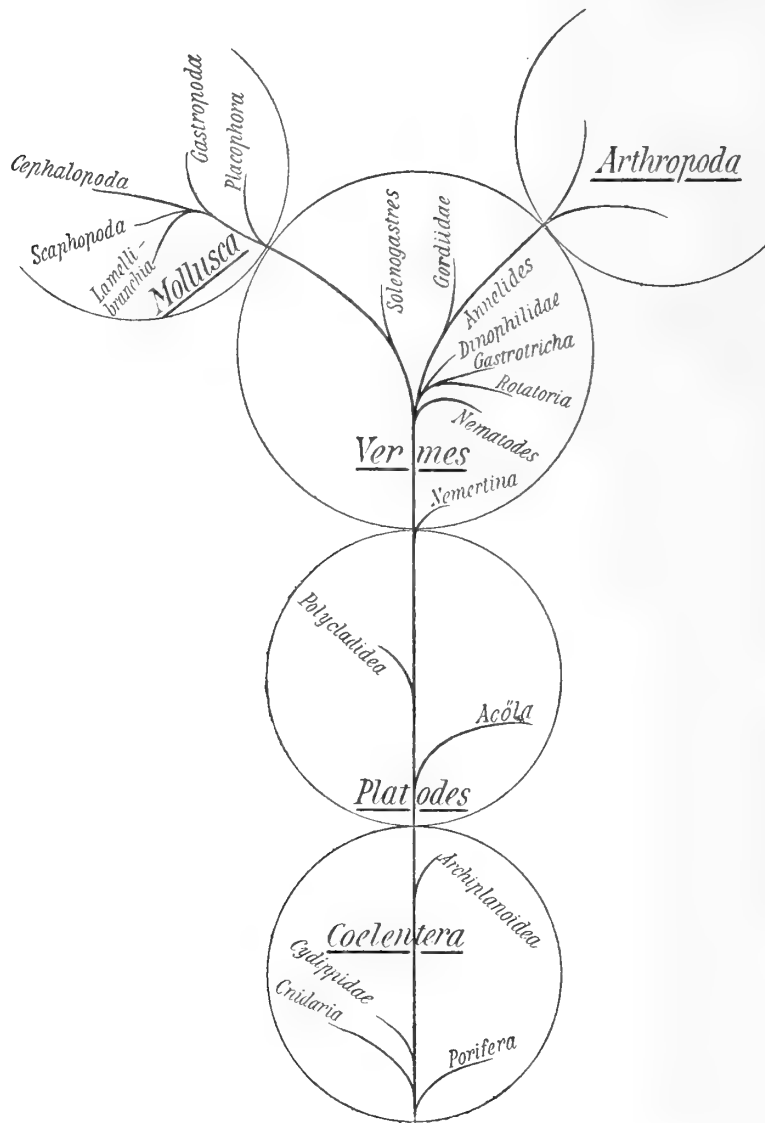 Gastropoda
Placophora
Cephalopoda
Scaphopoda
Lamelli-
branchia
Mollusca
Arthropoda
Solenogastres
Gordiidae
Annelides
Dinophilidae
Gastrotricha
Rotatoria
Nematodes
Vermes
Nemertina
Polycladidea
Acöla
Platodes
Archiplanoidea
Coelentera
Cydippidae
Cnidaria
Porifera